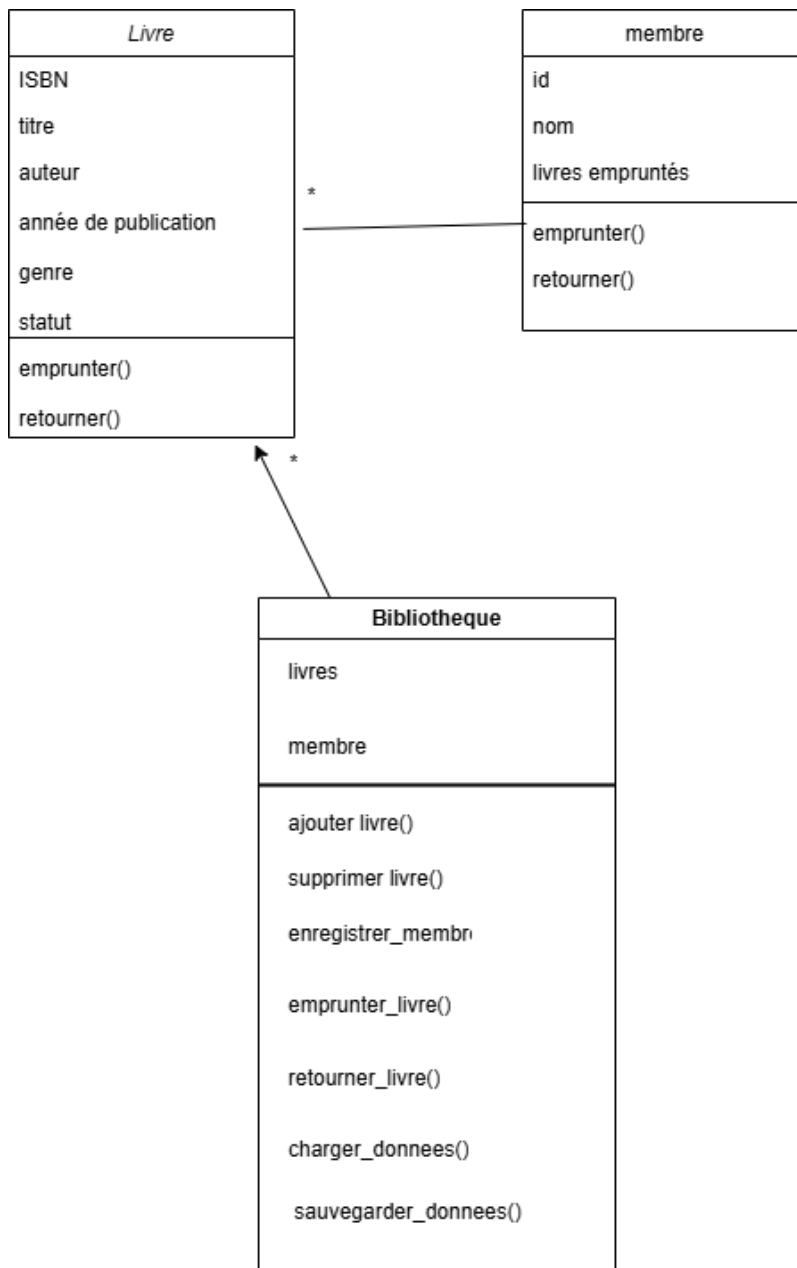 Livre
ISBN
titre
auteur
année de publication
genre
statut
emprunter()
retourner()
*
membre
id
nom
livres empruntés
emprunter()
retourner()
*
Bibliotheque
livres
membre
ajouter livre()
supprimer livre()
enregistrer_membr
emprunter_livre()
retourner_livre()
charger_donnees()
sauvegarder_donnees()